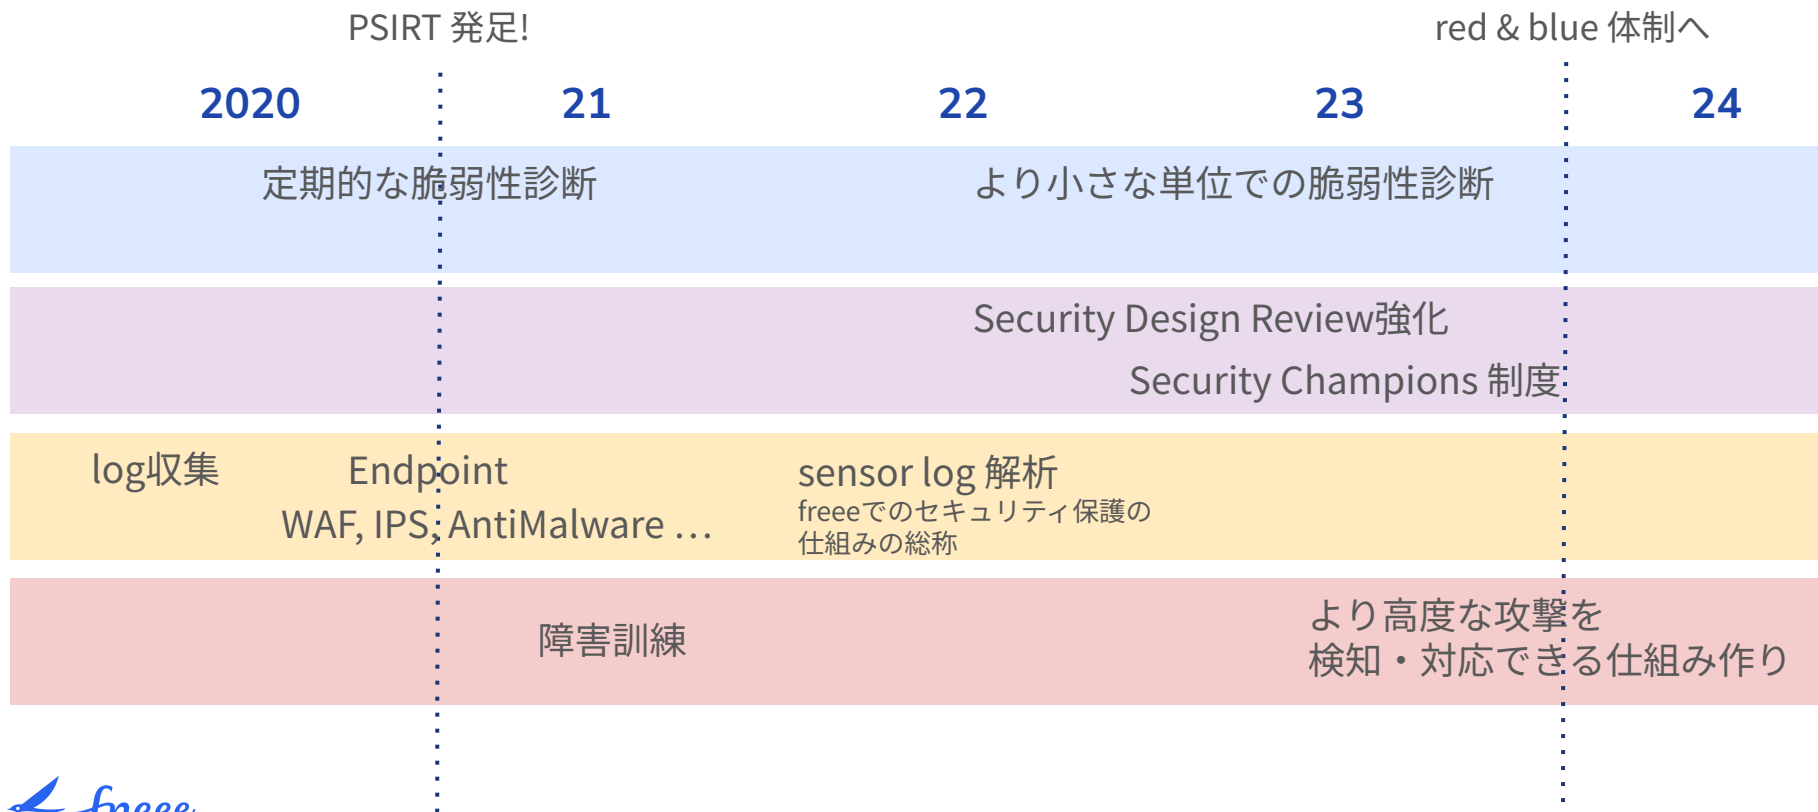 PSIRT 発足!
red & blue 体制へ
2020
21
22
23
24
定期的な脆弱性診断
より小さな単位での脆弱性診断
Security Design Review強化
Security Champions 制度
log収集
Endpoint
WAF, IPS, AntiMalware …
sensor log 解析
freeeでのセキュリティ保護の
仕組みの総称
障害訓練
より高度な攻撃を
検知・対応できる仕組み作り
freee